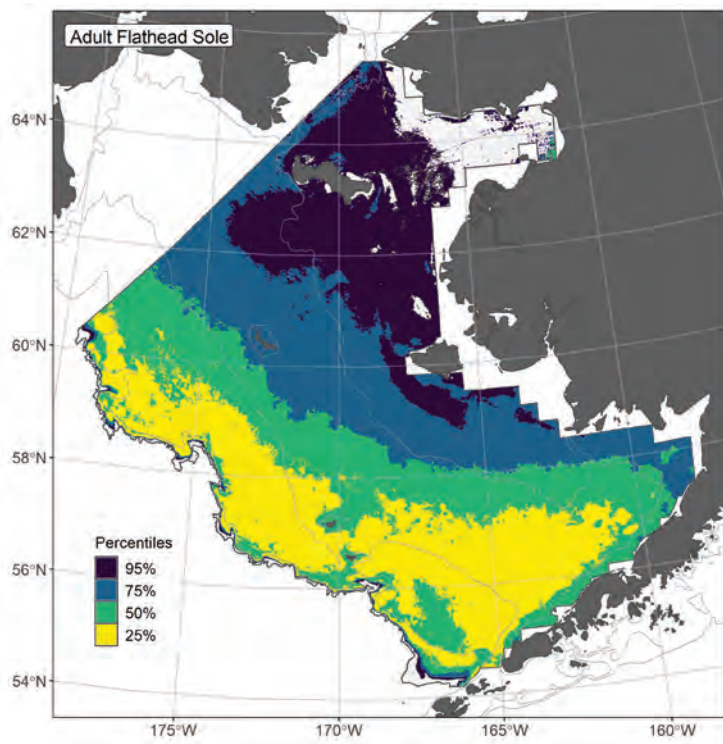 Adult Flathead Sole
64°N
62°N
60°N
58°N
56°N
54°N
Percentiles
95%
75%
50%
25%
175°W
170°W
165°W
160°W